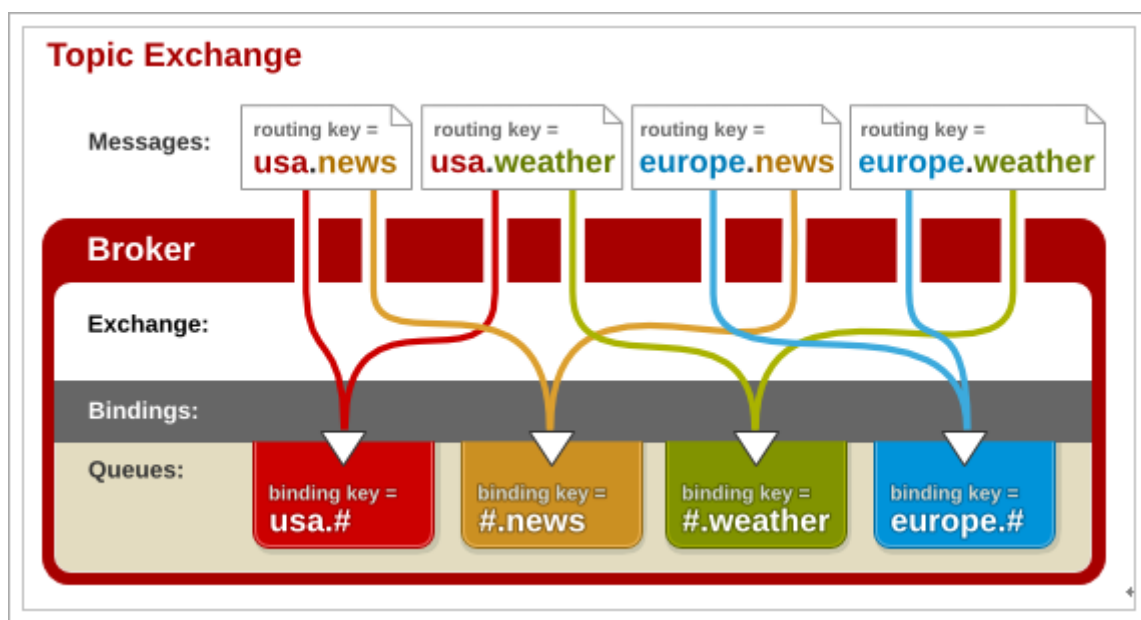 Topic Exchange
Messages:
routing key =
usa.news
routing key =
usa.weather
routing key =
europe.news
routing key =
europe.weather
Broker
Exchange:
Bindings:
Queues:
binding key =
usa.#
binding key =
#.news
binding key =
#.weather
binding key =
europe.#